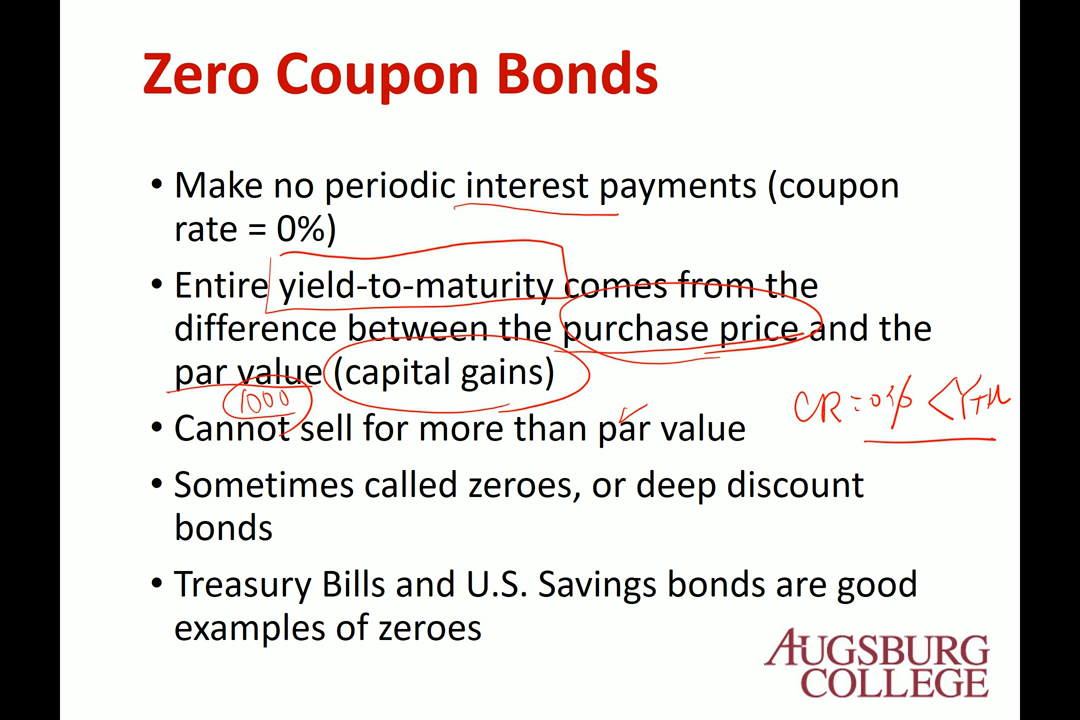 Zero Coupon Bonds
• Make no periodic interest payments (coupon
rate = 0%)
• Entire yield-to-maturity comes from the
difference between the purchase price and the
par value (capital gains)
1000
CR = 0% < YTM
• Cannot sell for more than par value
• Sometimes called zeroes, or deep discount
bonds
• Treasury Bills and U.S. Savings bonds are good
examples of zeroes
AUGSBURG
COLLEGE